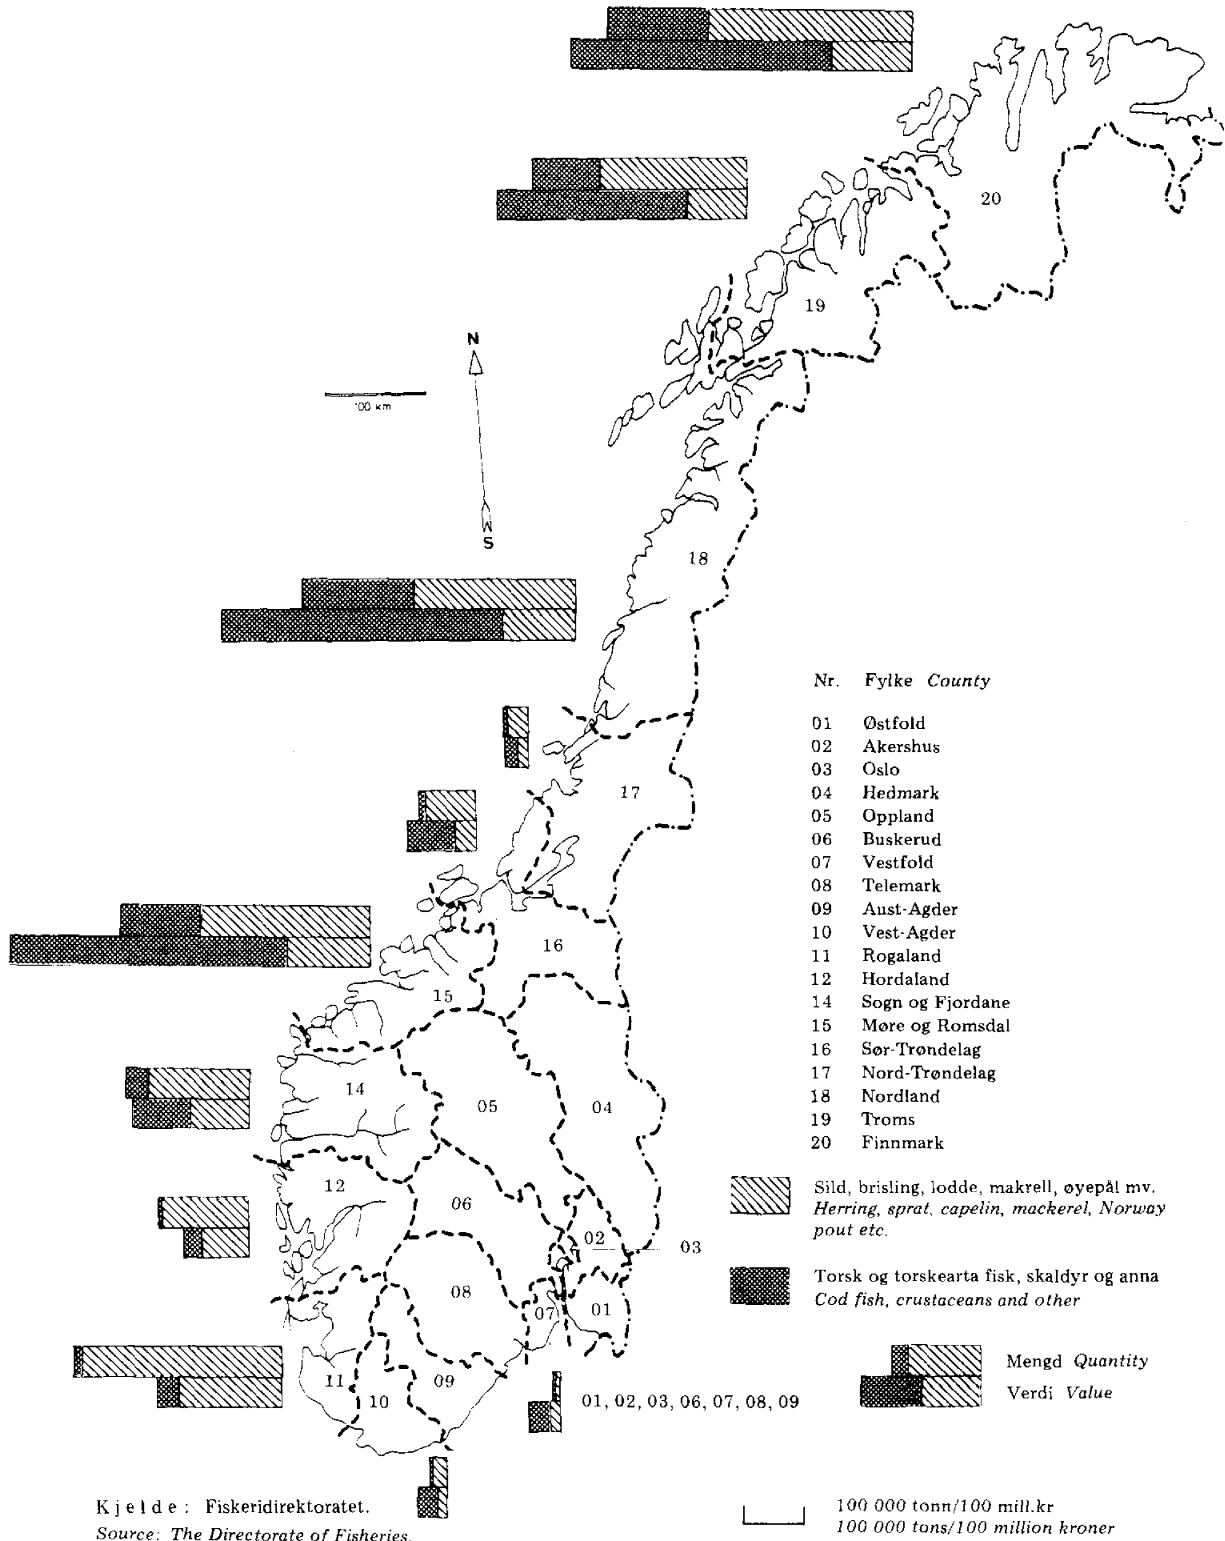 20
19
N
100 km
S
18
Nr. Fylke County
01 Østfold
02 Akershus
03 Oslo
04 Hedmark
05 Oppland
06 Buskerud
07 Vestfold
08 Telemark
09 Aust-Agder
10 Vest-Agder
11 Rogaland
12 Hordaland
14 Sogn og Fjordane
15 Møre og Romsdal
16 Sør-Trøndelag
17 Nord-Trøndelag
18 Nordland
19 Troms
20 Finnmark
17
16
15
14
05
04
12
06
02
03
08
07
01
11
10
09
01, 02, 03, 06, 07, 08, 09
Sild, brisling, lodde, makrell, øyepål mv.
Herring, sprat, capelin, mackerel, Norway
pout etc.
Torsk og torskearta fisk, skaldyr og anna
Cod fish, crustaceans and other
Mengd Quantity
Verdi Value
Kjelde: Fiskeridirektoratet.
Source: The Directorate of Fisheries.
100 000 tonn/100 mill.kr
100 000 tons/100 million kroner